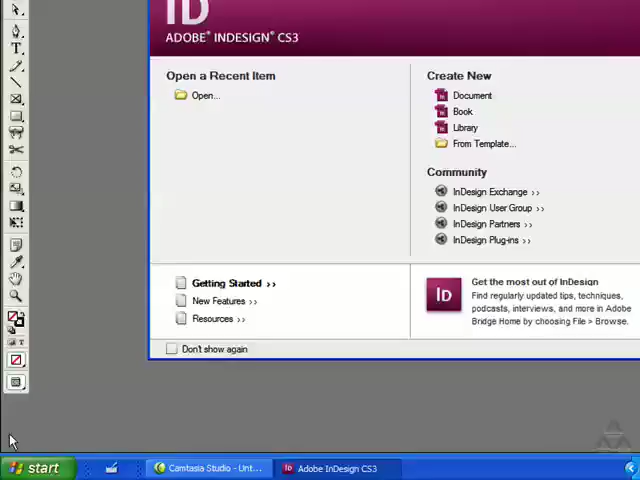 ID
ADOBE® INDESIGN® CS3
Open a Recent Item
Open...
Create New
Document
Book
Library
From Template...
Community
InDesign Exchange >>
InDesign User Group >>
InDesign Partners >>
InDesign Plug-ins >>
Getting Started >>
New Features >>
Resources >>
ID
Get the most out of InDesign
Find regularly updated tips, techniques,
podcasts, interviews, and more in Adobe
Bridge Home by choosing File > Browse.
Don't show again
start
Camtasia Studio - Unt...
Adobe InDesign CS3